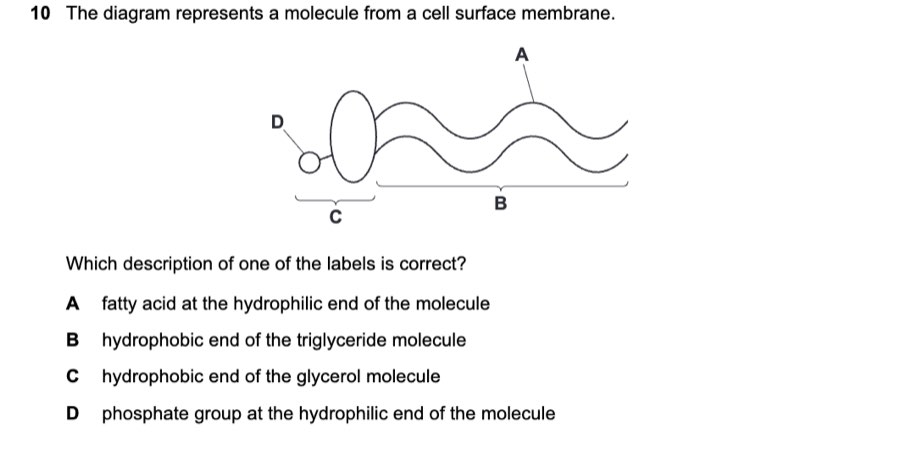 10 The diagram represents a molecule from a cell surface membrane.
A
D
B
C
Which description of one of the labels is correct?
A fatty acid at the hydrophilic end of the molecule
B hydrophobic end of the triglyceride molecule
C hydrophobic end of the glycerol molecule
D phosphate group at the hydrophilic end of the molecule